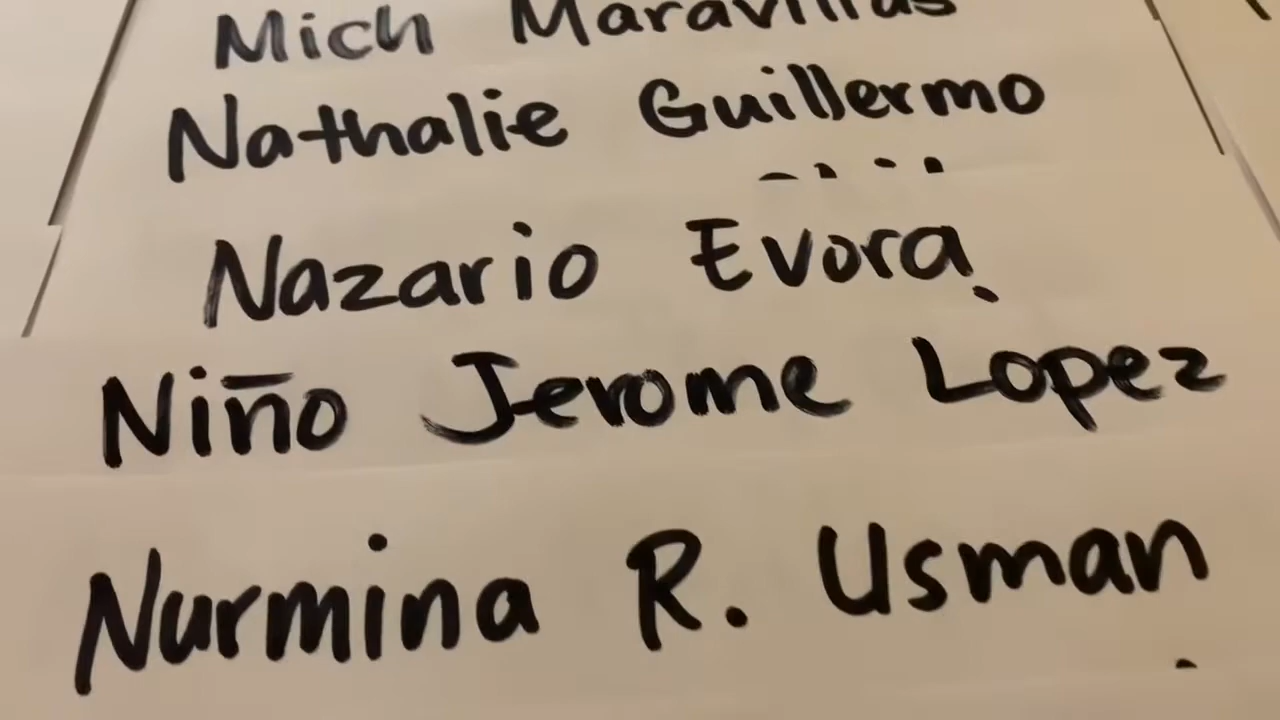 Mich Maravillas
Nathalie Guillermo
Nazario Evora
Niño Jerome Lopez
Nurmina R. Usman